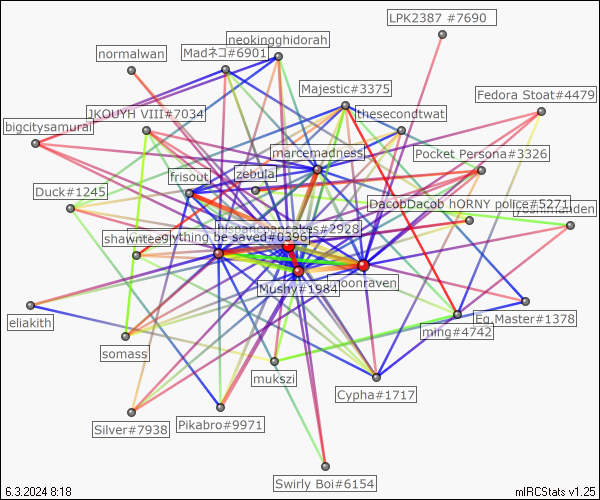 LPK2387 #7690
neokingghidorah
Madネコ#6901
normalwan
Majestic#3375
Fedora Stoat#4479
JKOUYH VIII#7034
thesecondtwat
bigcitysamurai
marcemadness
Pocket Persona#3326
zebula
frisout
Duck#1245
DacobDacob hORNY police#5271
hispanicpancakes#2928
shawntee9
everything be saved#0396
Mushy#1984
moonraven
eliakith
Eg Master#1378
ming#4742
somass
mukszi
Cypha#1717
Pikabro#9971
Silver#7938
Swirly Boi#6154
6.3.2024 8:18
mIRCStats v1.25